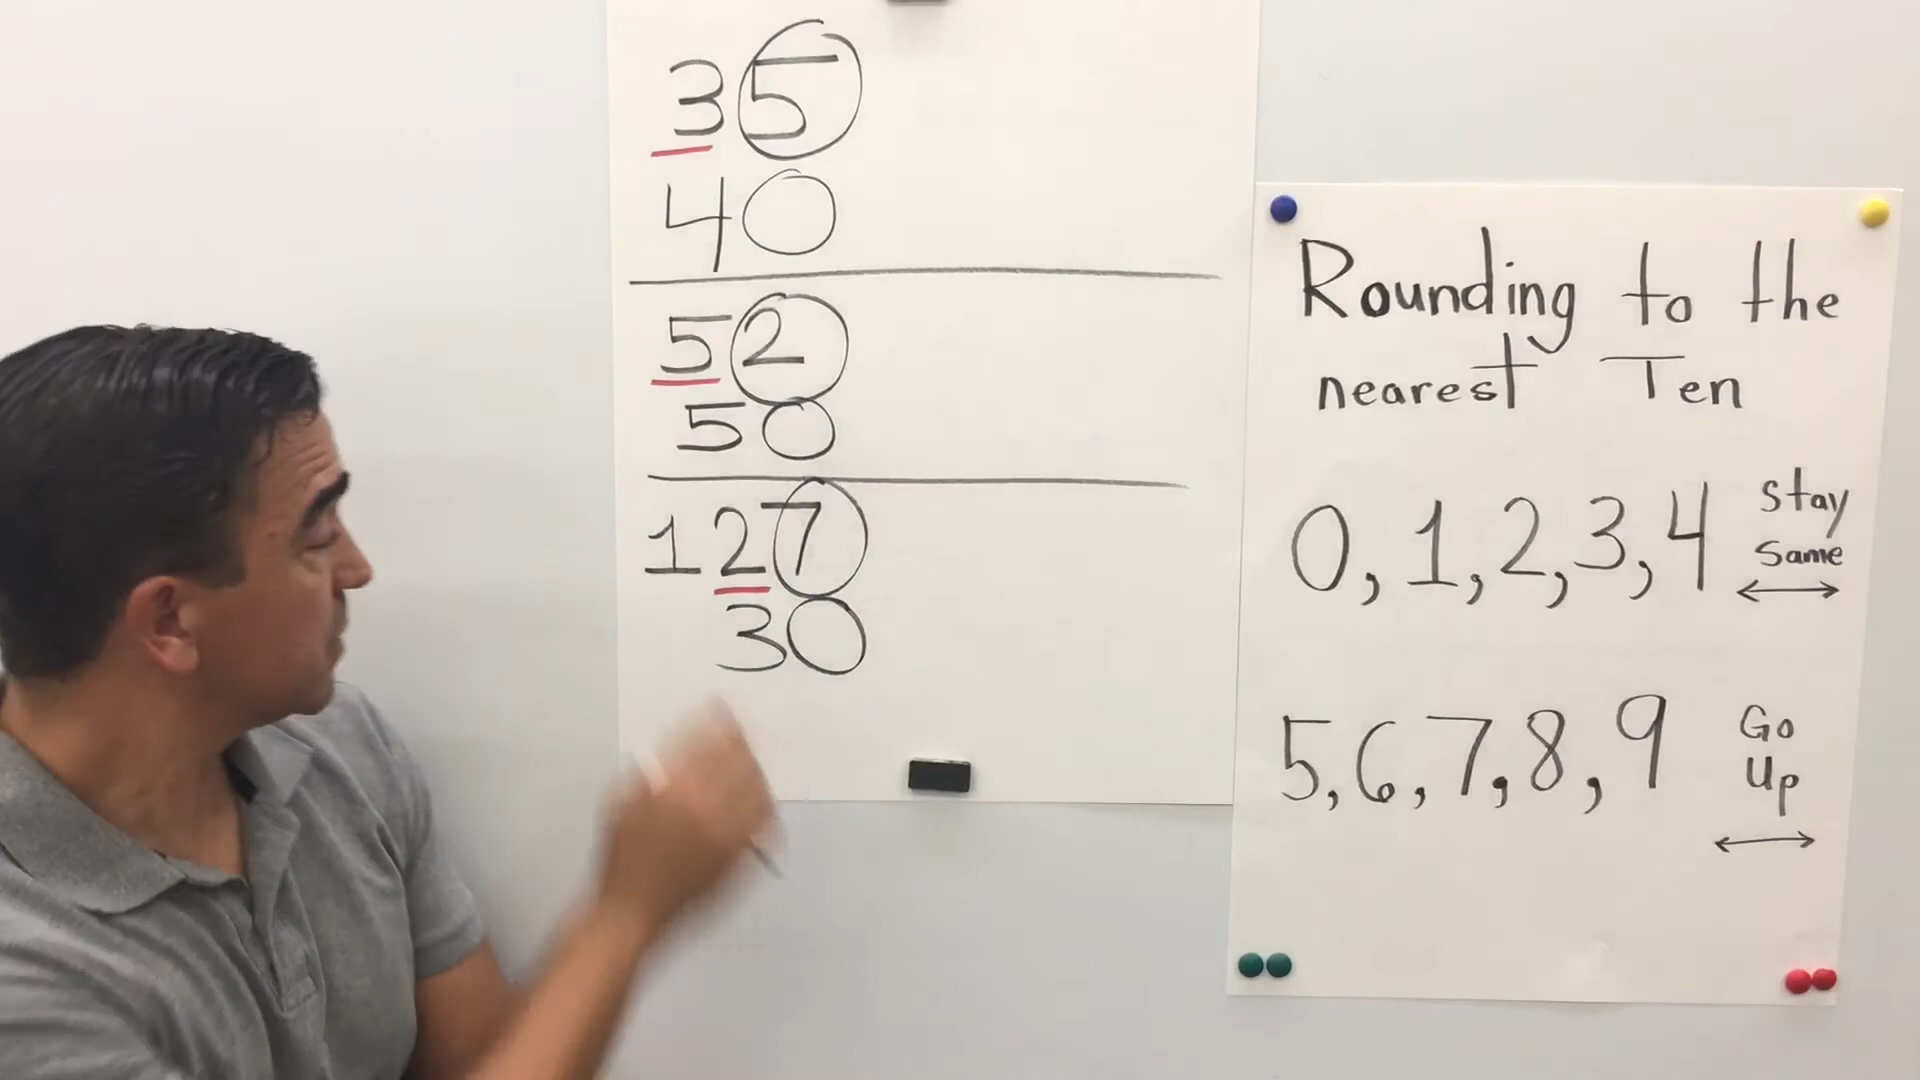 35
40
52
50
127
30
Rounding to the
nearest Ten
0, 1, 2, 3, 4 stay
same
5, 6, 7, 8, 9 Go
Up